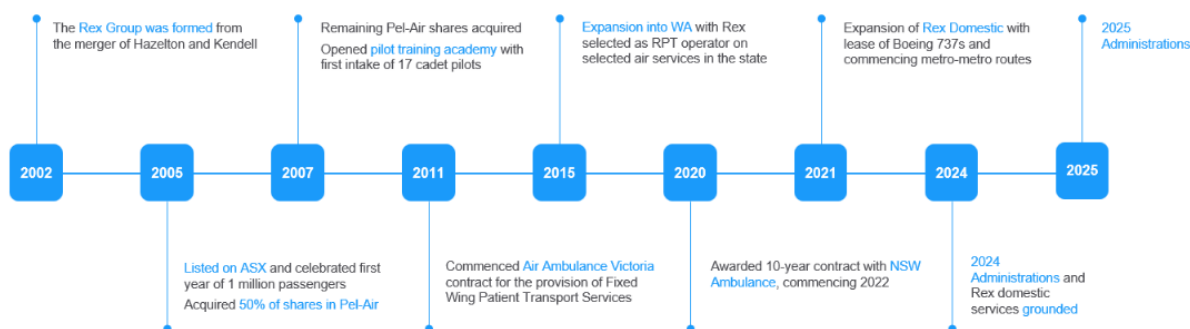 The Rex Group was formed from
the merger of Hazelton and Kendell
Remaining Pel-Air shares acquired
Opened pilot training academy with
first intake of 17 cadet pilots
Expansion into WA with Rex
selected as RPT operator on
selected air services in the state
Expansion of Rex Domestic with
lease of Boeing 737s and
commencing metro-metro routes
2025
Administrations
2002
2005
2007
2011
2015
2020
2021
2024
2025
Listed on ASX and celebrated first
year of 1 million passengers
Acquired 50% of shares in Pel-Air
Commenced Air Ambulance Victoria
contract for the provision of Fixed
Wing Patient Transport Services
Awarded 10-year contract with NSW
Ambulance, commencing 2022
2024
Administrations and
Rex domestic
services grounded